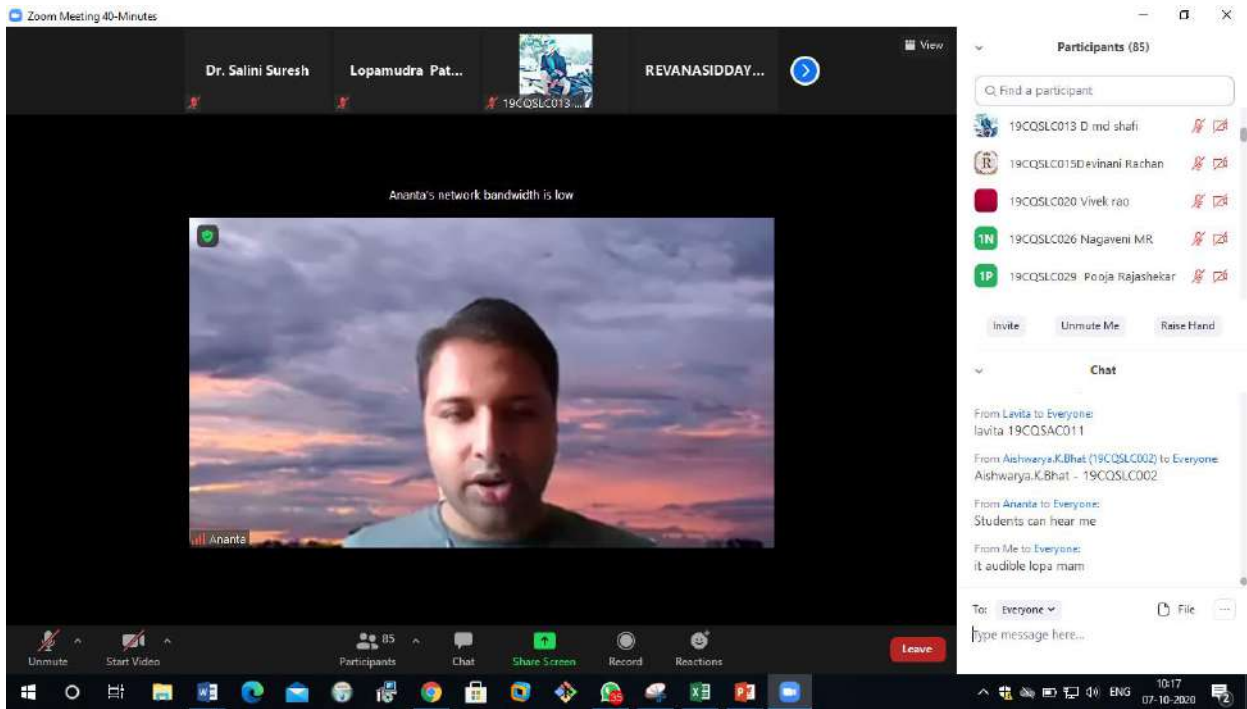 Zoom Meeting 40-Minutes
Dr. Salini Suresh
Lopamudra Pat...
19CQSLC013 ...
REVANASIDDAY...
View
Ananta's network bandwidth is low
Ananta
Participants (85)
Find a participant
19CQSLC013 D md shafi
R
19CQSLC015Devinani Rachan
19CQSLC020 Vivek rao
1N
19CQSLC026 Nagaveni MR
1P
19CQSLC029 Pooja Rajashekar
Invite Unmute Me Raise Hand
Chat
From Lavita to Everyone:
lavita 19CQSAC011
From Aishwarya.K.Bhat (19CQSLC002) to Everyone:
Aishwarya.K.Bhat - 19CQSLC002
From Ananta to Everyone:
Students can hear me
From Me to Everyone:
it audible lopa mam
To: Everyone File
Type message here...
Unmute
Start Video
85
Participants
Chat
Share Screen
Record
Reactions
Leave
35
ENG
10:17
07-10-2020
2